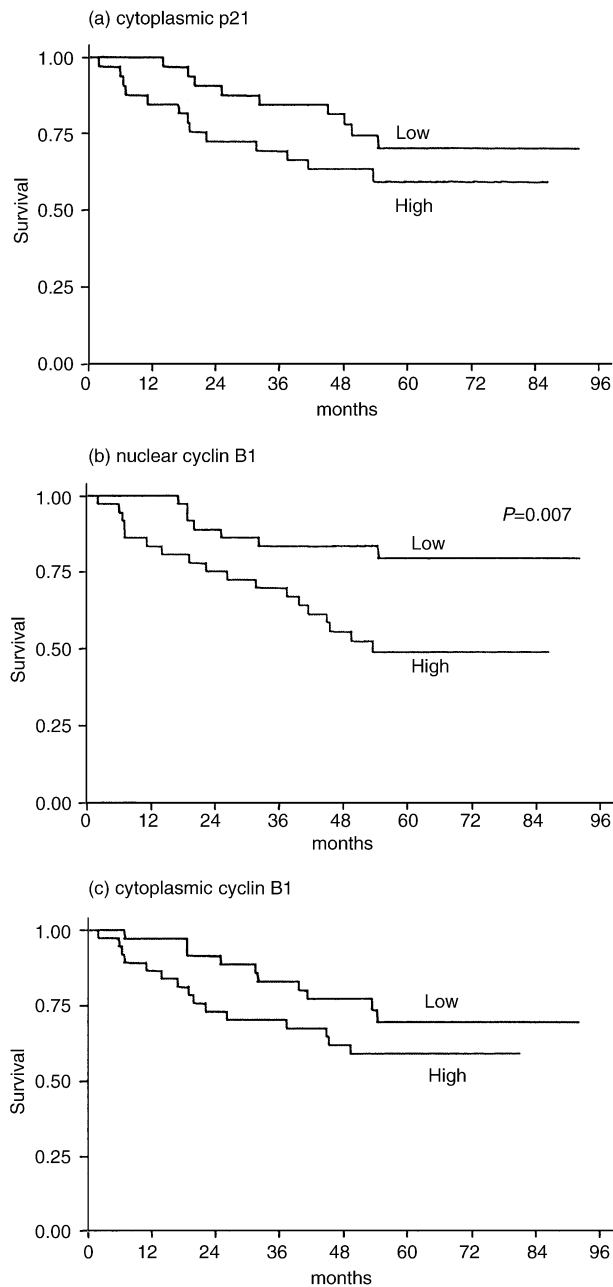 (a) cytoplasmic p21
1.00
0.75
0.50
0.25
0.00
Survival
Low
High
0 12 24 36 48 60 72 84 96
months
(b) nuclear cyclin B1
1.00
0.75
0.50
0.25
0.00
Survival
P=0.007
Low
High
0 12 24 36 48 60 72 84 96
months
(c) cytoplasmic cyclin B1
1.00
0.75
0.50
0.25
0.00
Survival
Low
High
0 12 24 36 48 60 72 84 96
months